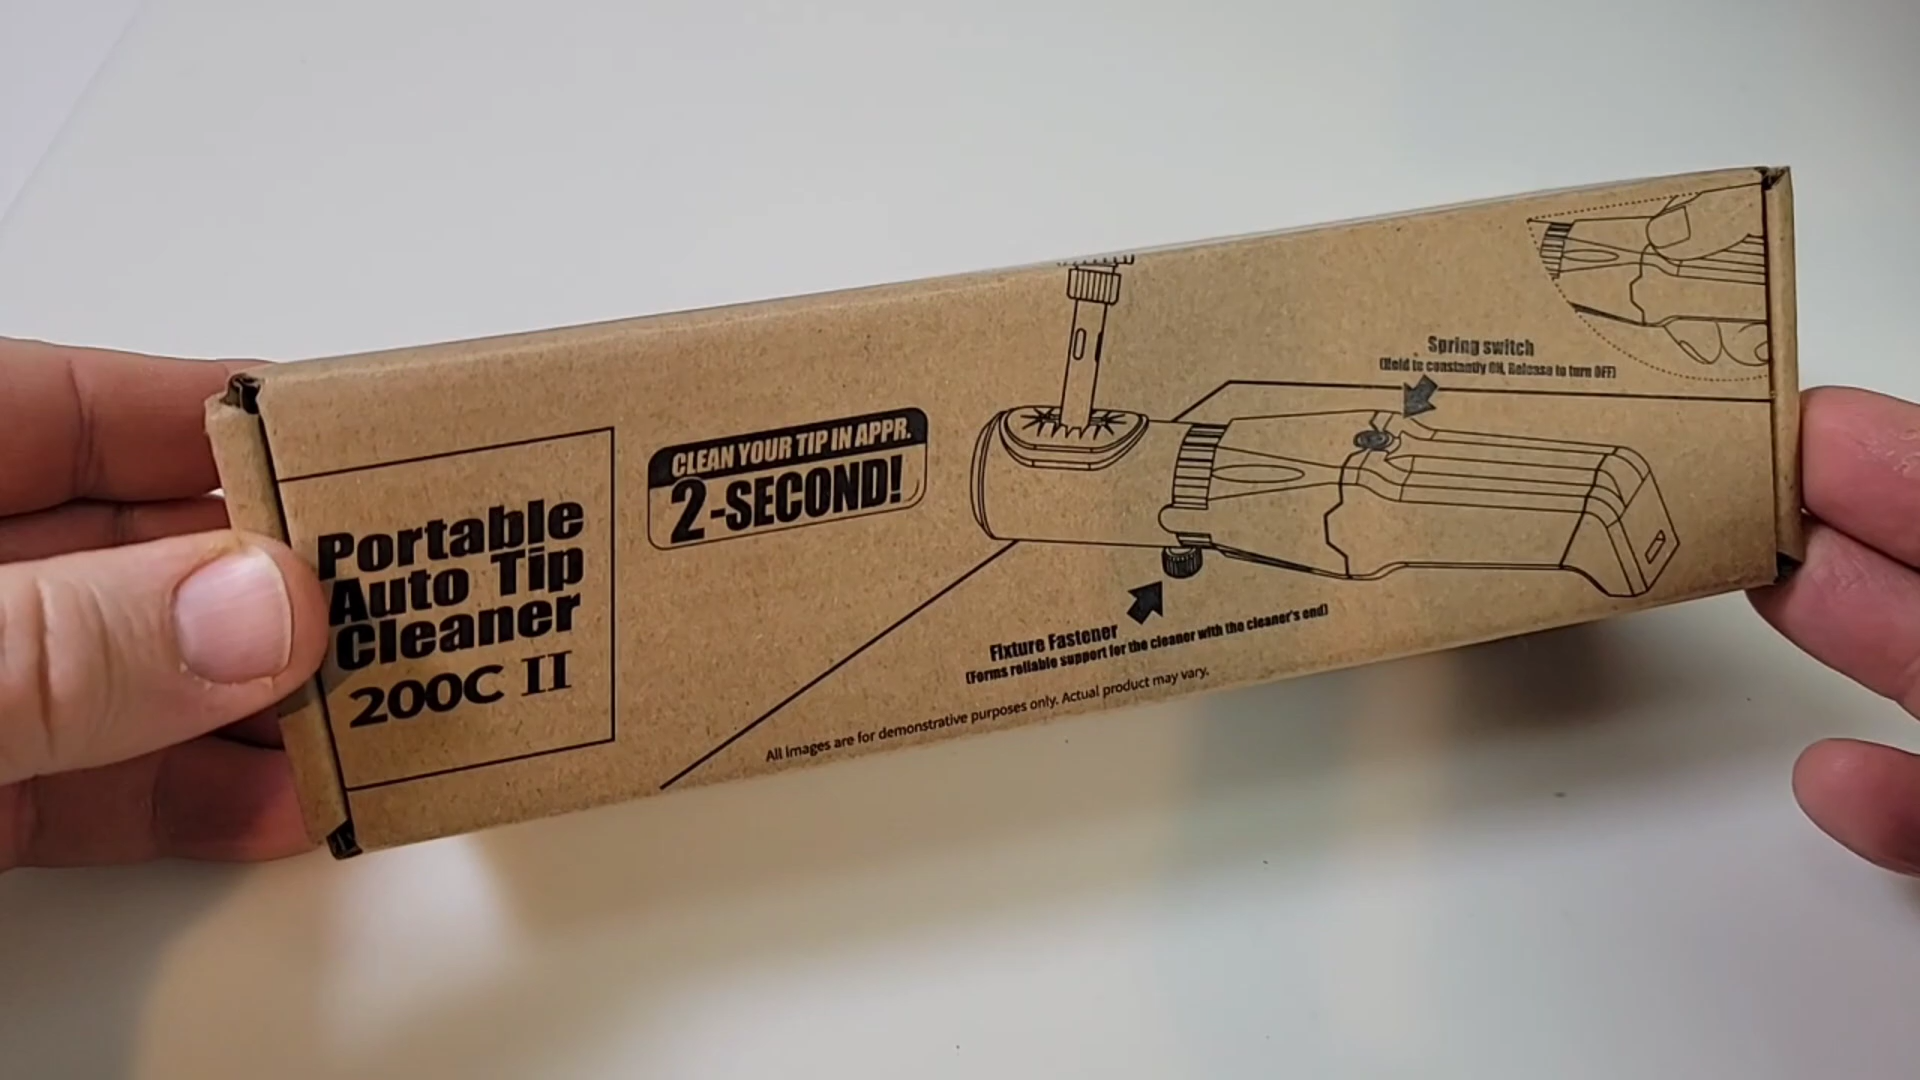 Portable
Auto Tip
Cleaner
200C II
CLEAN YOUR TIP IN APPR.
2-SECOND!
Spring switch
(Hold to constantly ON, Release to turn OFF)
Fixture Fastener
(Forms reliable support for the cleaner with the cleaner's end)
All images are for demonstrative purposes only. Actual product may vary.